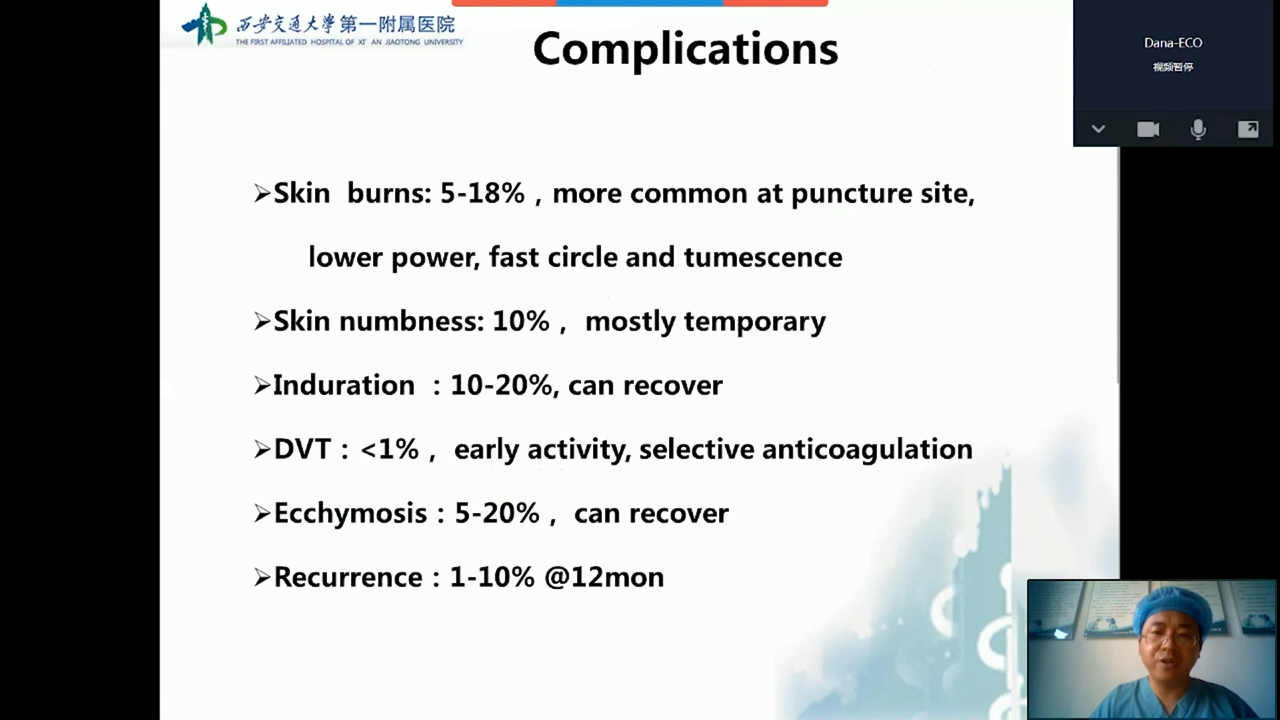 西安交通大学第一附属医院
THE FIRST AFFILIATED HOSPITAL OF XI'AN JIAOTONG UNIVERSITY
Complications
Dana-ECO
视频暂停
➢Skin burns: 5-18% , more common at puncture site,
lower power, fast circle and tumescence
➢Skin numbness: 10% , mostly temporary
➢Induration : 10-20%, can recover
➢DVT : <1% , early activity, selective anticoagulation
➢Ecchymosis : 5-20% , can recover
➢Recurrence : 1-10% @12mon